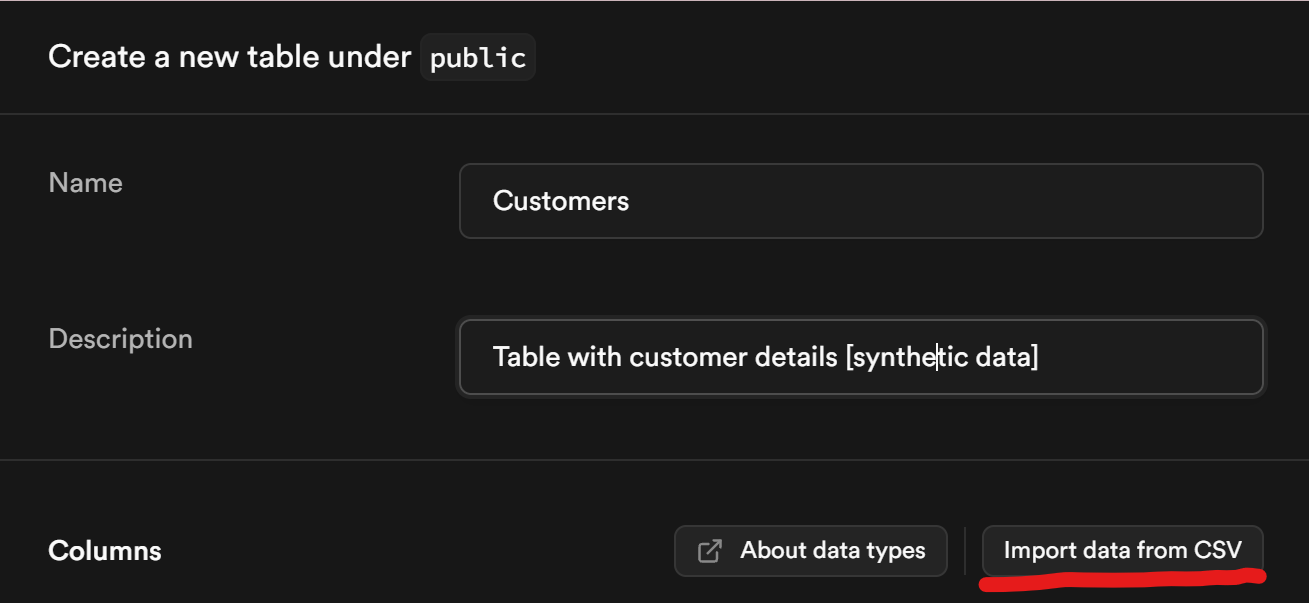 Create a new table under public
Name
Customers
Description
Table with customer details [synthetic data]
Columns
About data types
Import data from CSV